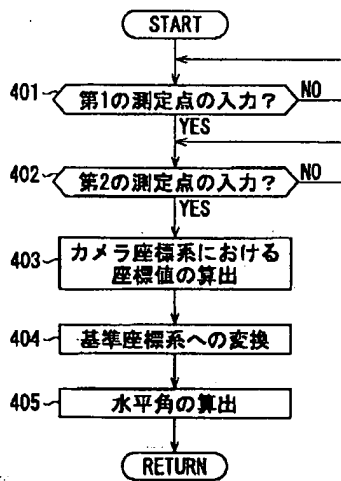 START
401
第1の測定点の入力?
NO
YES
402
第2の測定点の入力?
NO
YES
403
カメラ座標系における
座標値の算出
404
基準座標系への変換
405
水平角の算出
RETURN